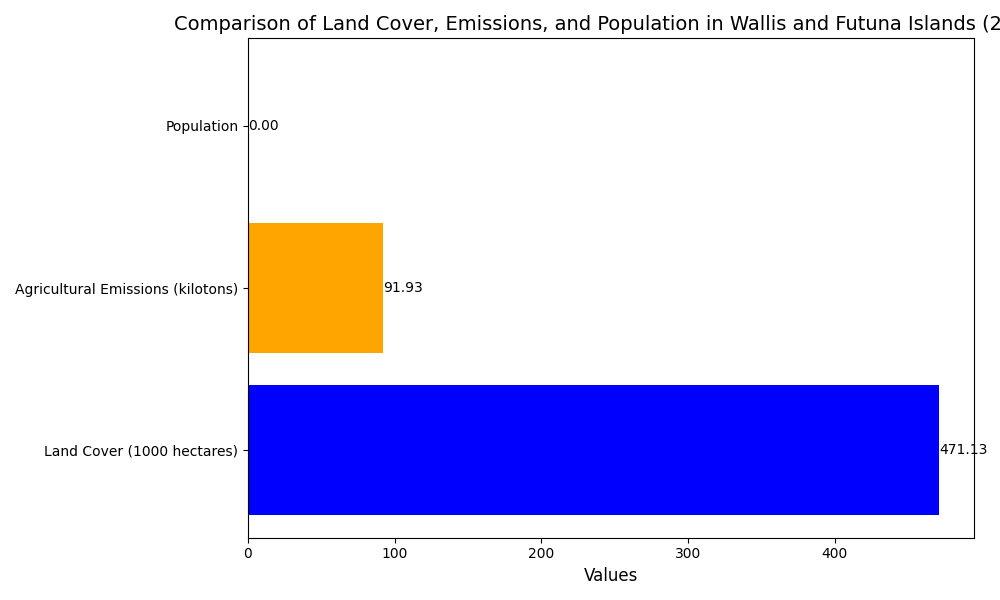 Comparison of Land Cover, Emissions, and Population in Wallis and Futuna Islands (2
Population
0.00
Agricultural Emissions (kilotons)
91.93
Land Cover (1000 hectares)
471.13
0 100 200 300 400
Values